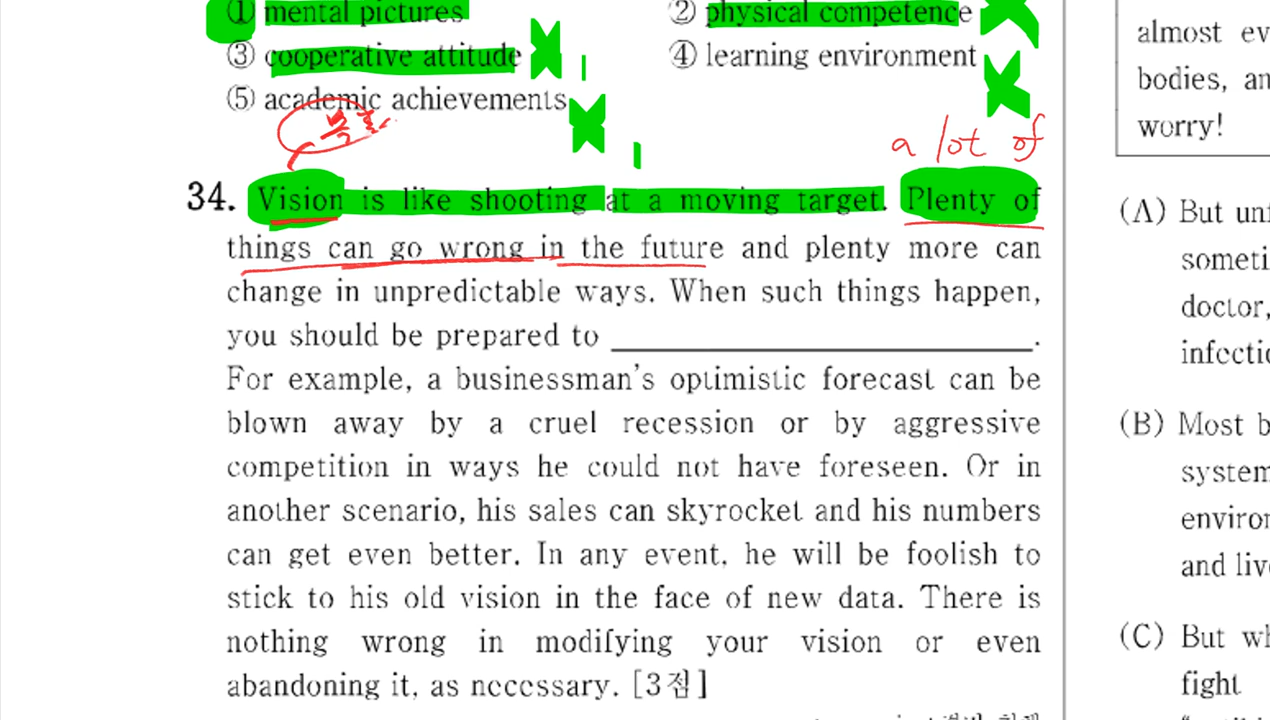 ① mental pictures
② physical competence
③ cooperative attitude
④ learning environment
⑤ academic achievements
a lot of
34. Vision is like shooting at a moving target. Plenty of
things can go wrong in the future and plenty more can
change in unpredictable ways. When such things happen,
you should be prepared to ____________________.
For example, a businessman's optimistic forecast can be
blown away by a cruel recession or by aggressive
competition in ways he could not have foreseen. Or in
another scenario, his sales can skyrocket and his numbers
can get even better. In any event, he will be foolish to
stick to his old vision in the face of new data. There is
nothing wrong in modifying your vision or even
abandoning it, as necessary. [3점]
almost ev
bodies, an
worry!
(A) But unf
someti
doctor,
infectio
(B) Most b
system
environ
and live
(C) But wh
fight